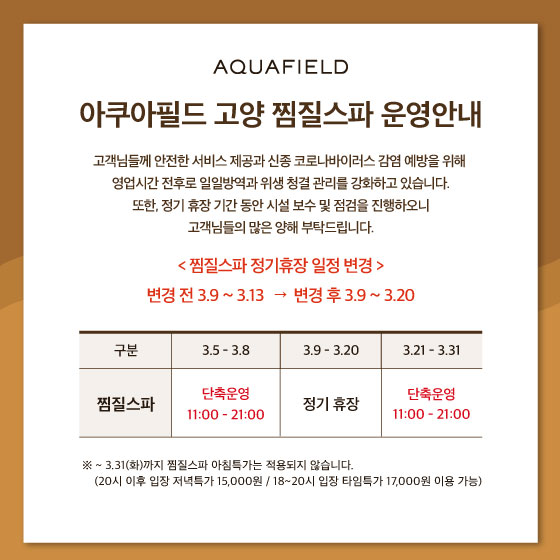 AQUAFIELD
아쿠아필드 고양 찜질스파 운영안내
고객님들께 안전한 서비스 제공과 신종 코로나바이러스 감염 예방을 위해
영업시간 전후로 일일방역과 위생 청결 관리를 강화하고 있습니다.
또한, 정기 휴장 기간 동안 시설 보수 및 점검을 진행하오니
고객님들의 많은 양해 부탁드립니다.
< 찜질스파 정기휴장 일정 변경 >
변경 전 3.9 ~ 3.13 → 변경 후 3.9 ~ 3.20
구분 3.5 - 3.8 3.9 - 3.20 3.21 - 3.31
찜질스파 단축운영 11:00 - 21:00 정기 휴장 단축운영 11:00 - 21:00
※ ~ 3.31(화)까지 찜질스파 아침특가는 적용되지 않습니다.
(20시 이후 입장 저녁특가 15,000원 / 18~20시 입장 타임특가 17,000원 이용 가능)